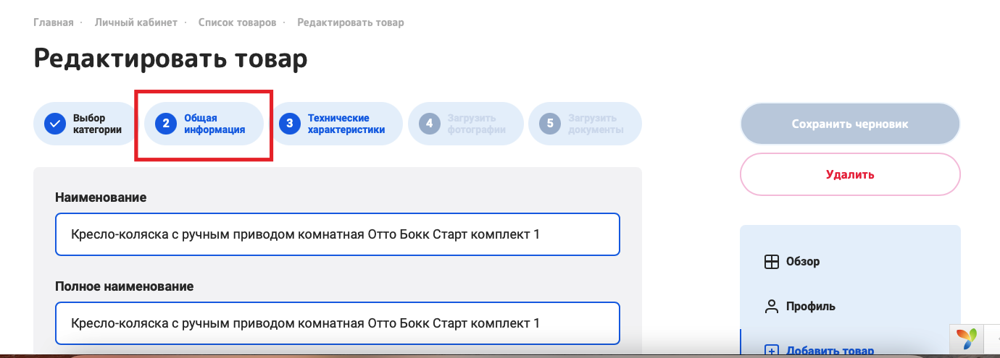 Главная · Личный кабинет · Список товаров · Редактировать товар
Редактировать товар
Выбор
категории
2 Общая
информация
3 Технические
характеристики
4 Загрузить
фотографии
5 Загрузить
документы
Сохранить черновик
Удалить
Наименование
Кресло-коляска с ручным приводом комнатная Отто Бокк Старт комплект 1
Полное наименование
Кресло-коляска с ручным приводом комнатная Отто Бокк Старт комплект 1
Обзор
Профиль
Добавить товар